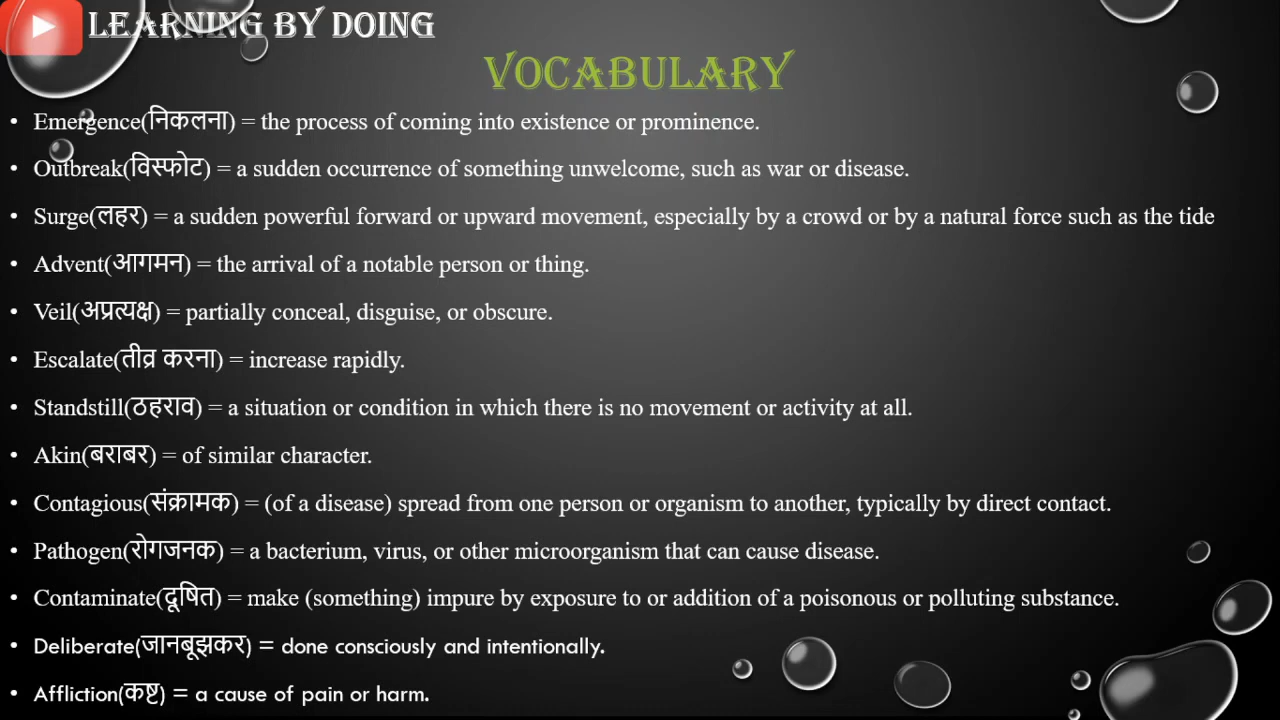 LEARNING BY DOING
VOCABULARY
• Emergence(निकलना) = the process of coming into existence or prominence.
• Outbreak(विस्फोट) = a sudden occurrence of something unwelcome, such as war or disease.
• Surge(लहर) = a sudden powerful forward or upward movement, especially by a crowd or by a natural force such as the tide
• Advent(आगमन) = the arrival of a notable person or thing.
• Veil(अप्रत्यक्ष) = partially conceal, disguise, or obscure.
• Escalate(तीव्र करना) = increase rapidly.
• Standstill(ठहराव) = a situation or condition in which there is no movement or activity at all.
• Akin(बराबर) = of similar character.
• Contagious(संक्रामक) = (of a disease) spread from one person or organism to another, typically by direct contact.
• Pathogen(रोगजनक) = a bacterium, virus, or other microorganism that can cause disease.
• Contaminate(दूषित) = make (something) impure by exposure to or addition of a poisonous or polluting substance.
• Deliberate(जानबूझकर) = done consciously and intentionally.
• Affliction(कष्ट) = a cause of pain or harm.